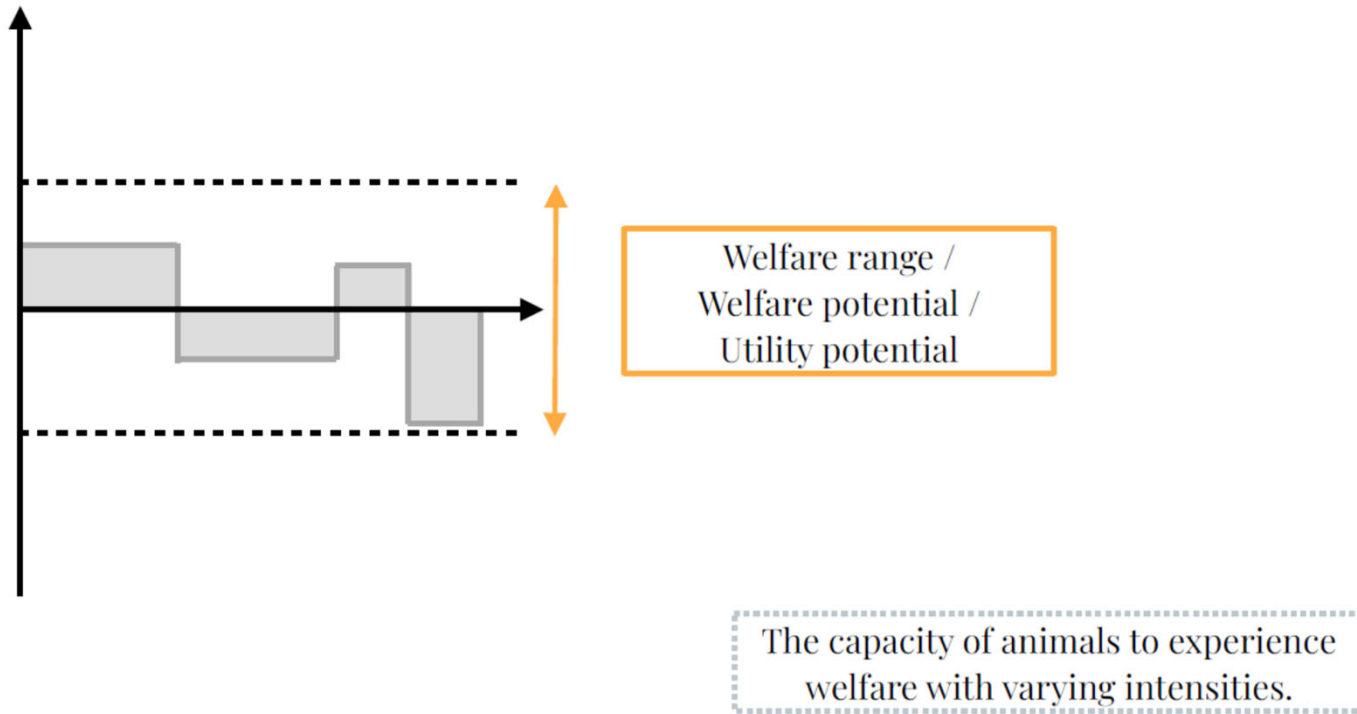 Welfare range /
Welfare potential /
Utility potential
The capacity of animals to experience
welfare with varying intensities.